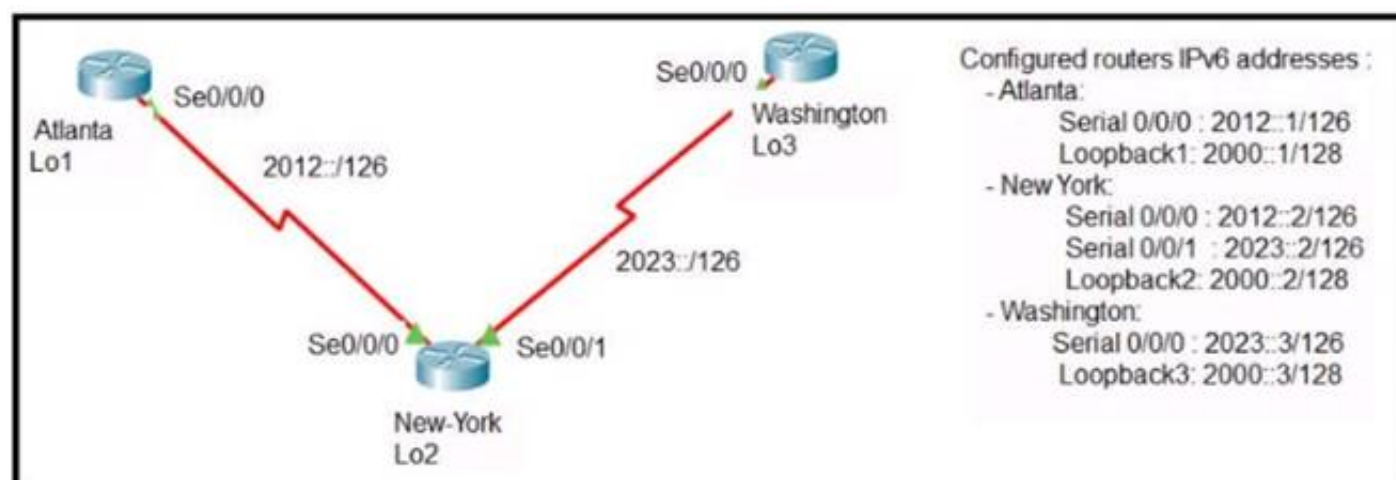 Se0/0/0
Atlanta
Lo1
2012::/126
Se0/0/0
Washington
Lo3
2023::/126
Se0/0/0
Se0/0/1
New-York
Lo2
Configured routers IPv6 addresses :
- Atlanta:
Serial 0/0/0 : 2012::1/126
Loopback1: 2000::1/128
- New York:
Serial 0/0/0 : 2012::2/126
Serial 0/0/1 : 2023::2/126
Loopback2: 2000::2/128
- Washington:
Serial 0/0/0 : 2023::3/126
Loopback3: 2000::3/128